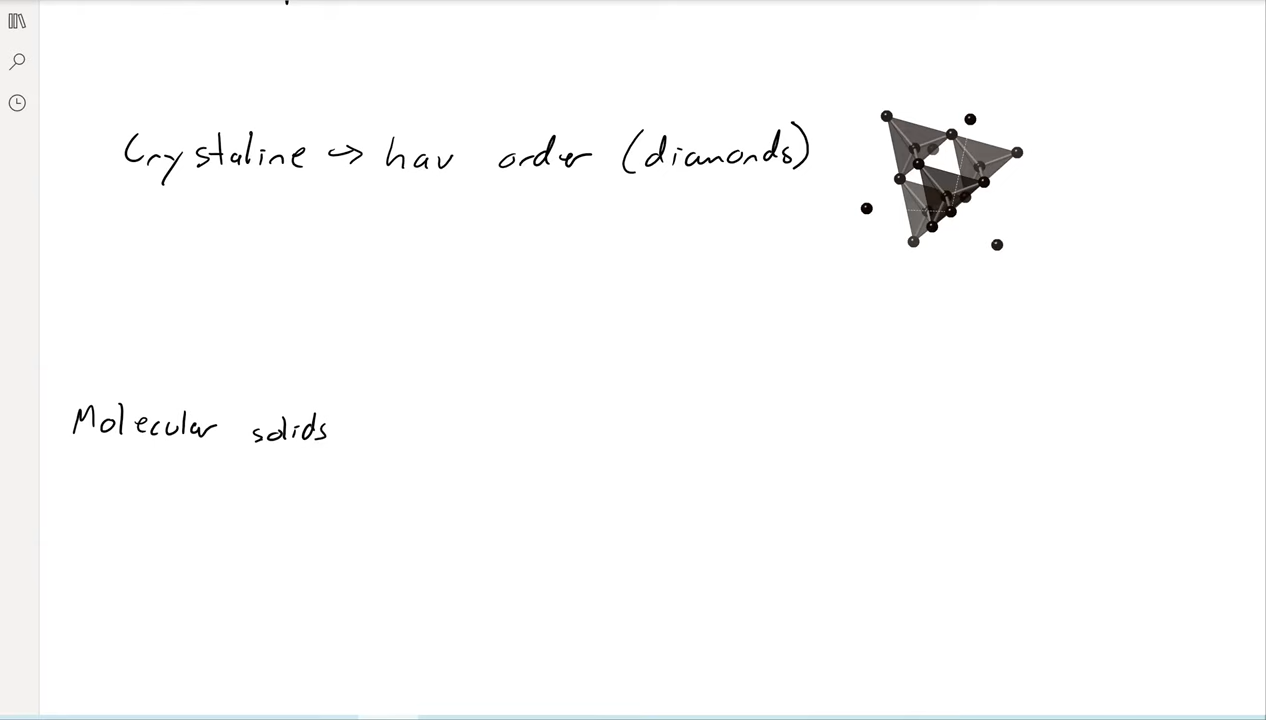 Crystaline ↔ hav order (diamonds)
Molecular solids